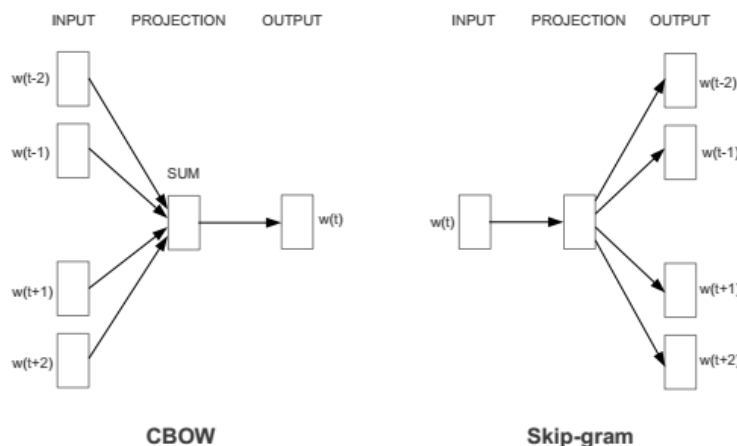 INPUT PROJECTION OUTPUT
w(t-2)
w(t-1)
SUM
w(t)
w(t+1)
w(t+2)
CBOW
INPUT PROJECTION OUTPUT
w(t-2)
w(t-1)
w(t)
w(t+1)
w(t+2)
Skip-gram